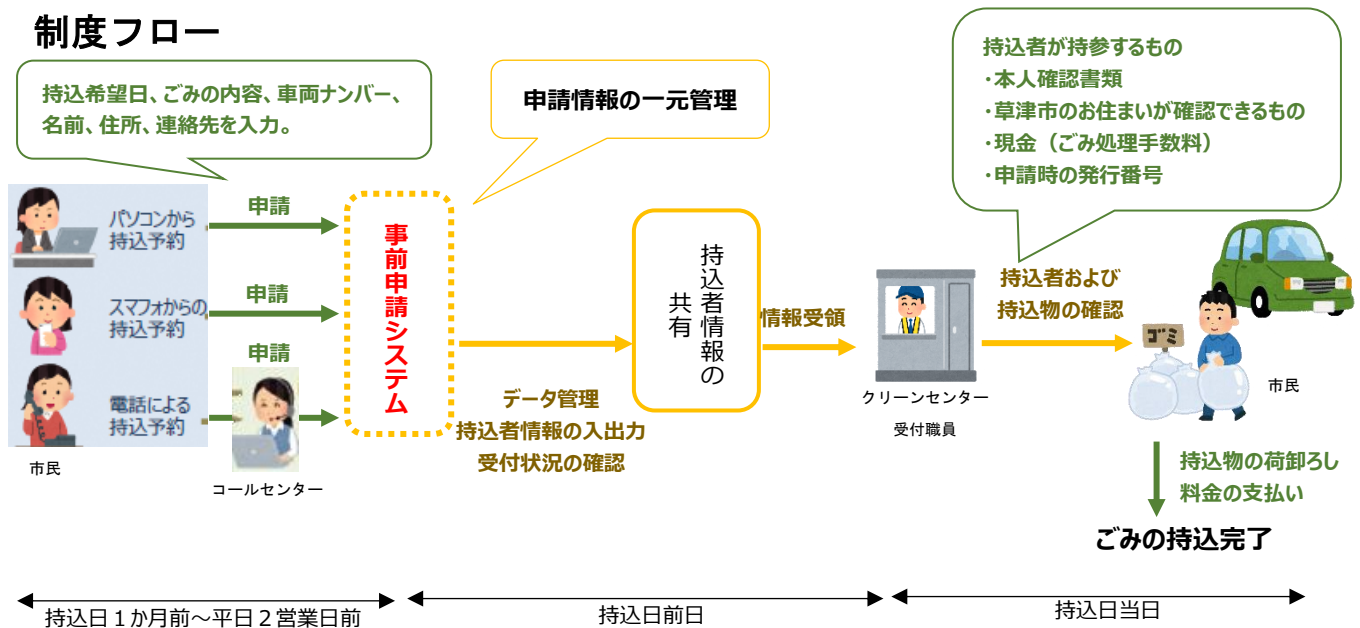 制度フロー
持込希望日、ごみの内容、車両ナンバー、
名前、住所、連絡先を入力。
申請情報の一元管理
持込者が持参するもの
・本人確認書類
・草津市のお住まいが確認できるもの
・現金（ごみ処理手数料）
・申請時の発行番号
パソコンから
持込予約
申請
スマフォからの
持込予約
申請
電話による
持込予約
申請
市民
コールセンター
事前申請システム
データ管理
持込者情報の入出力
受付状況の確認
持込者情報の
共有
情報受領
クリーンセンター
受付職員
持込者および
持込物の確認
ゴミ
市民
持込物の荷卸ろし
料金の支払い
ごみの持込完了
持込日１か月前～平日２営業日前
持込日前日
持込日当日